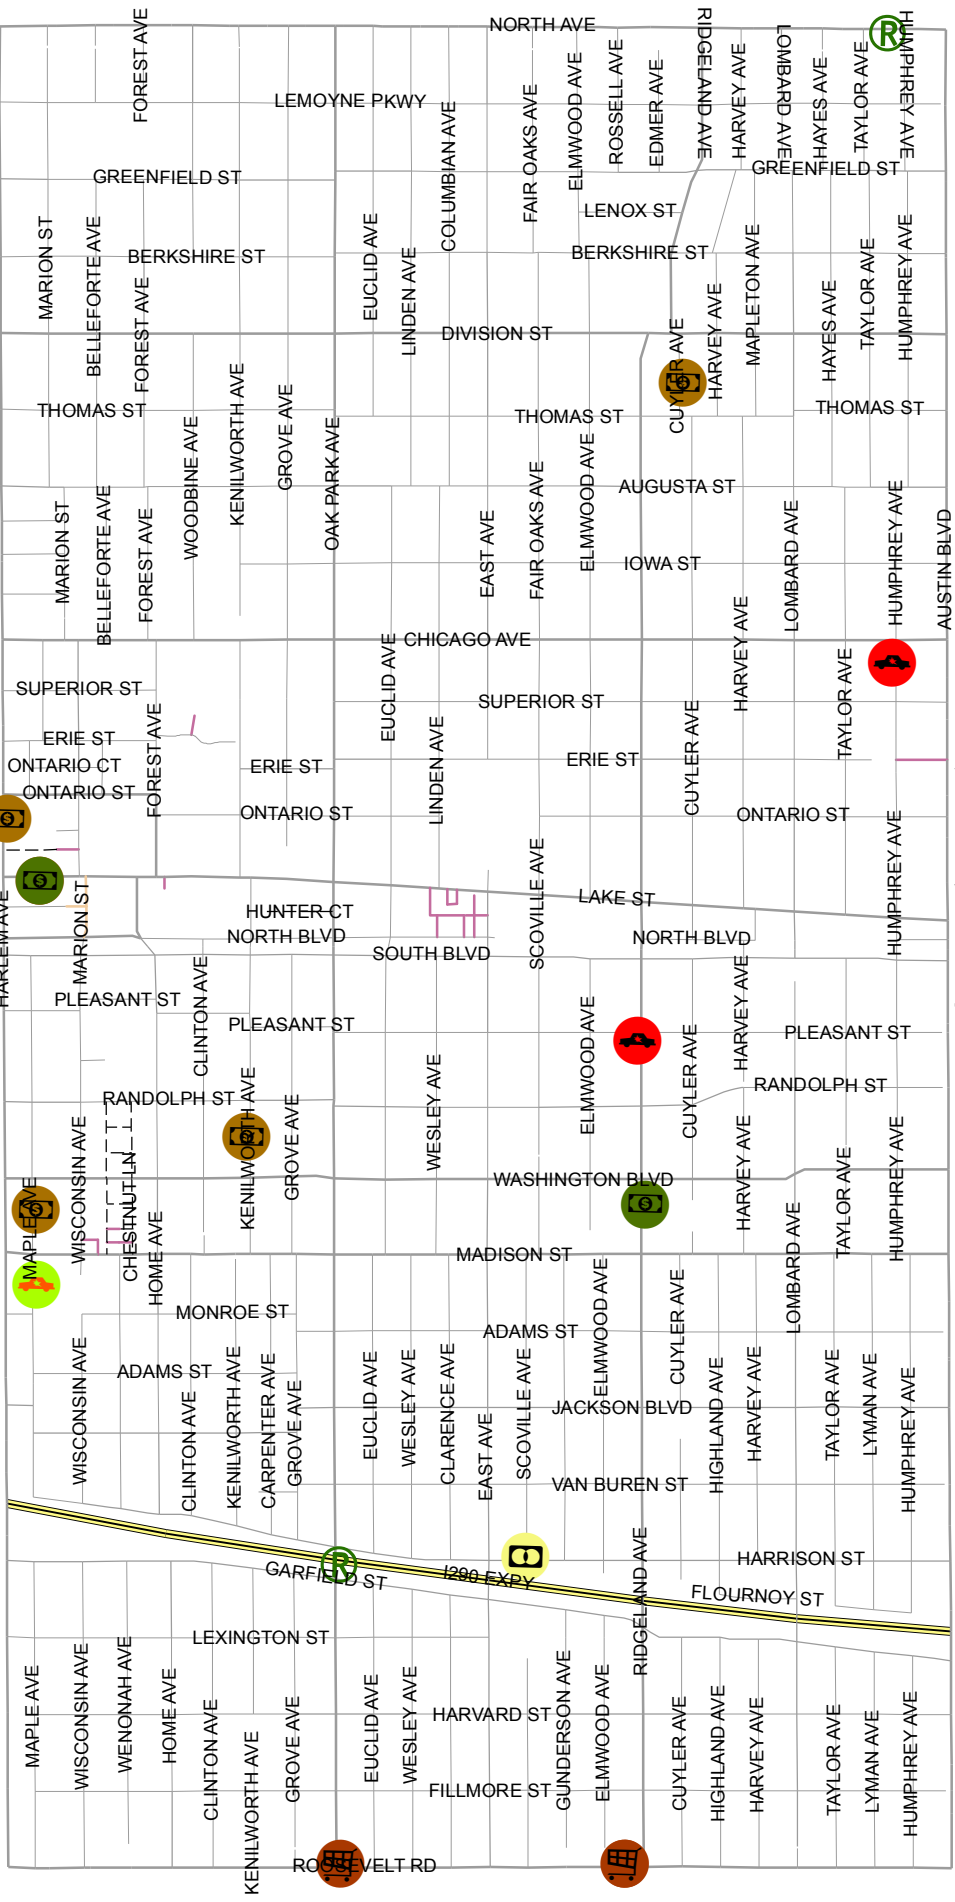 NORTH AVE
FOREST AVE
RIDGELAND AVE
LOMBARD AVE
HUMPHREY AVE
®
ROSSELL AVE
ELMWOOD AVE
EDMER AVE
HARVEY AVE
HAYES AVE
TAYLOR AVE
LEMOYNE PKWY
COLUMBIAN AVE
FAIR OAKS AVE
GREENFIELD ST
GREENFIELD ST
LENOX ST
MARION ST
BELLEFORTE AVE
BERKSHIRE ST
EUCLID AVE
LINDEN AVE
BERKSHIRE ST
MAPLETON AVE
TAYLOR AVE
HUMPHREY AVE
FOREST AVE
HARVEY AVE
HAYES AVE
DIVISION ST
CUYLER AVE
THOMAS ST
THOMAS ST
THOMAS ST
WOODBINE AVE
KENILWORTH AVE
GROVE AVE
OAK PARK AVE
FAIR OAKS AVE
ELMWOOD AVE
AUGUSTA ST
MARION ST
BELLEFORTE AVE
FOREST AVE
EAST AVE
LOMBARD AVE
HUMPHREY AVE
AUSTIN BLVD
IOWA ST
CHICAGO AVE
EUCLID AVE
HARVEY AVE
TAYLOR AVE
SUPERIOR ST
SUPERIOR ST
ERIE ST
FOREST AVE
LINDEN AVE
CUYLER AVE
ONTARIO CT
ERIE ST
ERIE ST
ONTARIO ST
ONTARIO ST
ONTARIO ST
HUMPHREY AVE
SCOVILLE AVE
LAKE ST
HARLEM AVE
MARION ST
HUNTER CT
NORTH BLVD
NORTH BLVD
SOUTH BLVD
CLINTON AVE
HARVEY AVE
PLEASANT ST
PLEASANT ST
PLEASANT ST
ELMWOOD AVE
CUYLER AVE
WESLEY AVE
RANDOLPH ST
RANDOLPH ST
KENILWORTH AVE
GROVE AVE
WISCONSIN AVE
HARVEY AVE
TAYLOR AVE
HUMPHREY AVE
WASHINGTON BLVD
MAPLE AVE
CHESTNUT LN
HOME AVE
LOMBARD AVE
MADISON ST
MONROE ST
ELMWOOD AVE
CUYLER AVE
ADAMS ST
ADAMS ST
WISCONSIN AVE
CLINTON AVE
KENILWORTH AVE
CARPENTER AVE
GROVE AVE
EUCLID AVE
WESLEY AVE
CLARENCE AVE
EAST AVE
SCOVILLE AVE
JACKSON BLVD
HIGHLAND AVE
HARVEY AVE
TAYLOR AVE
LYMAN AVE
HUMPHREY AVE
VAN BUREN ST
RIDGELAND AVE
HARRISON ST
®
GARFIELD ST
I290 EXPY
FLOURNOY ST
LEXINGTON ST
MAPLE AVE
WISCONSIN AVE
WENONAH AVE
HOME AVE
CLINTON AVE
KENILWORTH AVE
GROVE AVE
EUCLID AVE
WESLEY AVE
HARVARD ST
GUNDERSON AVE
ELMWOOD AVE
CUYLER AVE
HIGHLAND AVE
HARVEY AVE
TAYLOR AVE
LYMAN AVE
HUMPHREY AVE
FILLMORE ST
ROOSEVELT RD